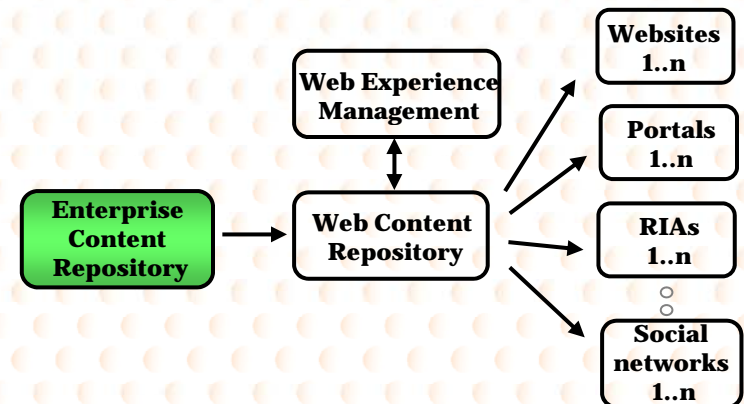 Websites
1..n
Web Experience
Management
Portals
1..n
Enterprise
Content
Repository
Web Content
Repository
RIAs
1..n
Social
networks
1..n